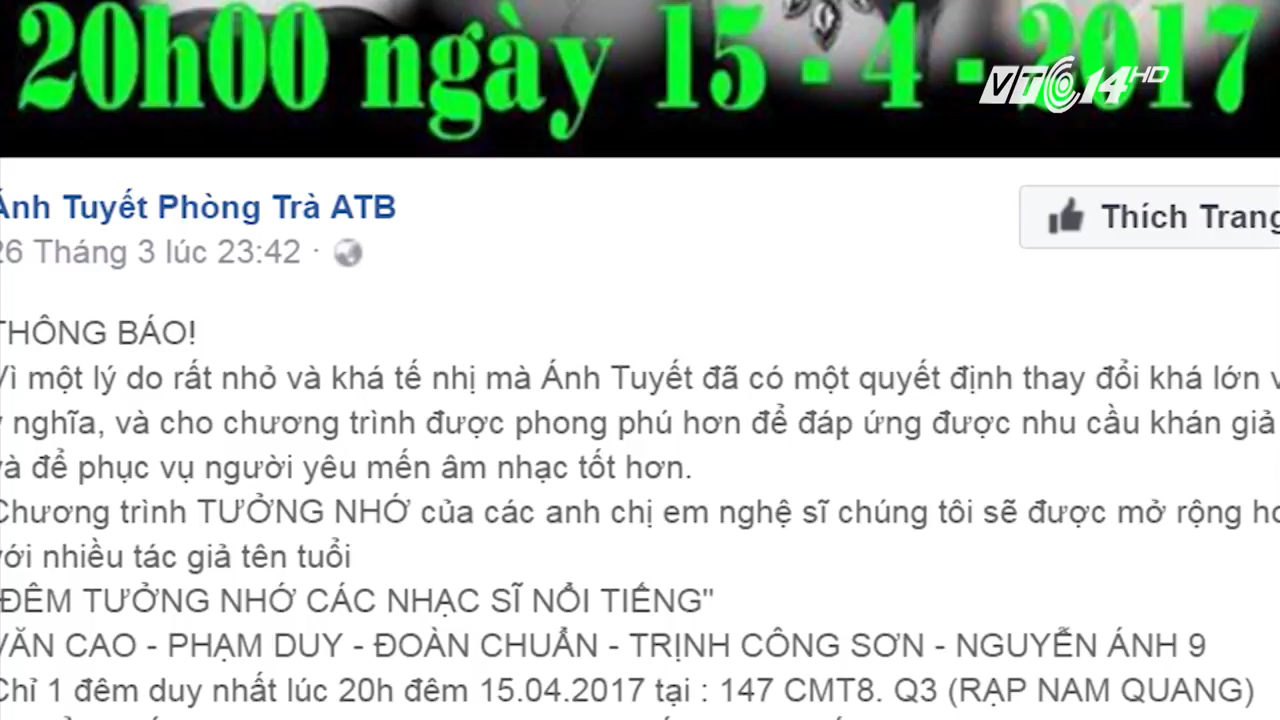 20h00 ngày 15 - 4 - 2017
VTC14 HD
Ánh Tuyết Phòng Trà ATB
Thích Trang
26 Tháng 3 lúc 23:42 ·
THÔNG BÁO!
Vì một lý do rất nhỏ và khá tế nhị mà Ánh Tuyết đã có một quyết định thay đổi khá lớn
ý nghĩa, và cho chương trình được phong phú hơn để đáp ứng được nhu cầu khán giả
và để phục vụ người yêu mến âm nhạc tốt hơn.
Chương trình TƯỞNG NHỚ của các anh chị em nghệ sĩ chúng tôi sẽ được mở rộng
với nhiều tác giả tên tuổi
"ĐÊM TƯỞNG NHỚ CÁC NHẠC SĨ NỔI TIẾNG"
VĂN CAO - PHẠM DUY - ĐOÀN CHUẨN - TRỊNH CÔNG SƠN - NGUYỄN ÁNH 9
Chỉ 1 đêm duy nhất lúc 20h đêm 15.04.2017 tại : 147 CMT8. Q3 (RẠP NAM QUANG)